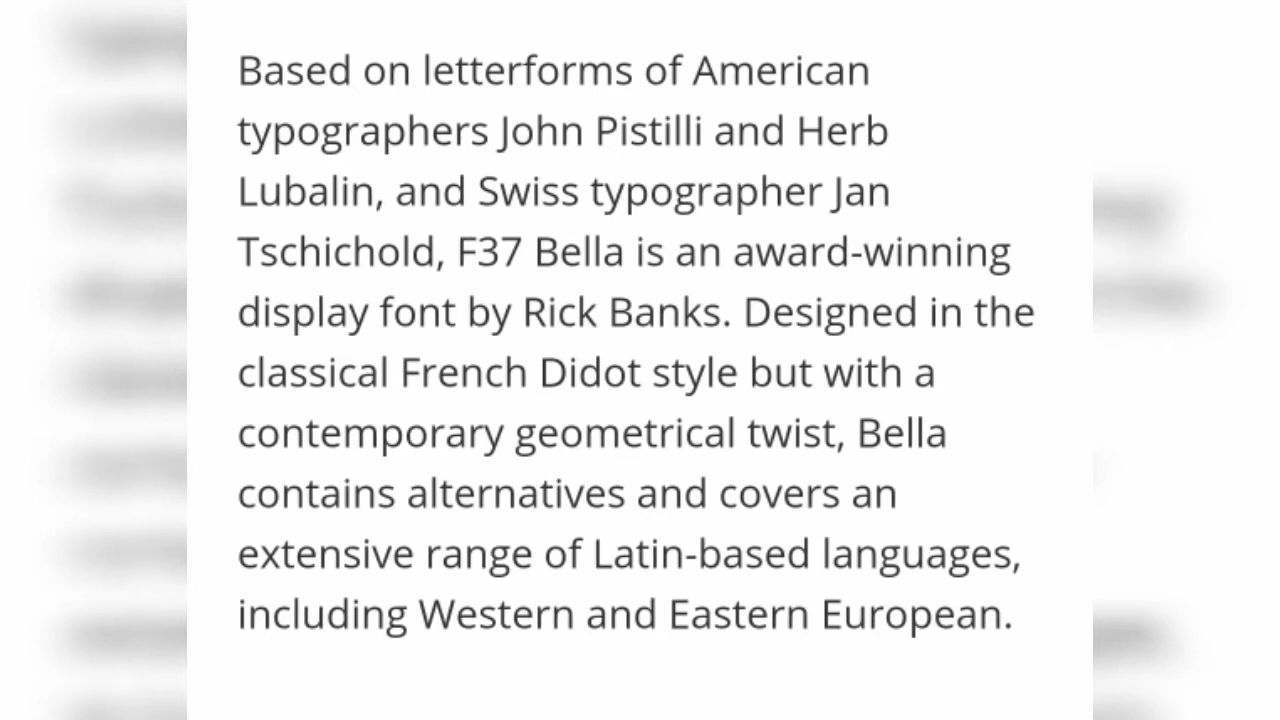 Based on letterforms of American
typographers John Pistilli and Herb
Lubalin, and Swiss typographer Jan
Tschichold, F37 Bella is an award-winning
display font by Rick Banks. Designed in the
classical French Didot style but with a
contemporary geometrical twist, Bella
contains alternatives and covers an
extensive range of Latin-based languages,
including Western and Eastern European.